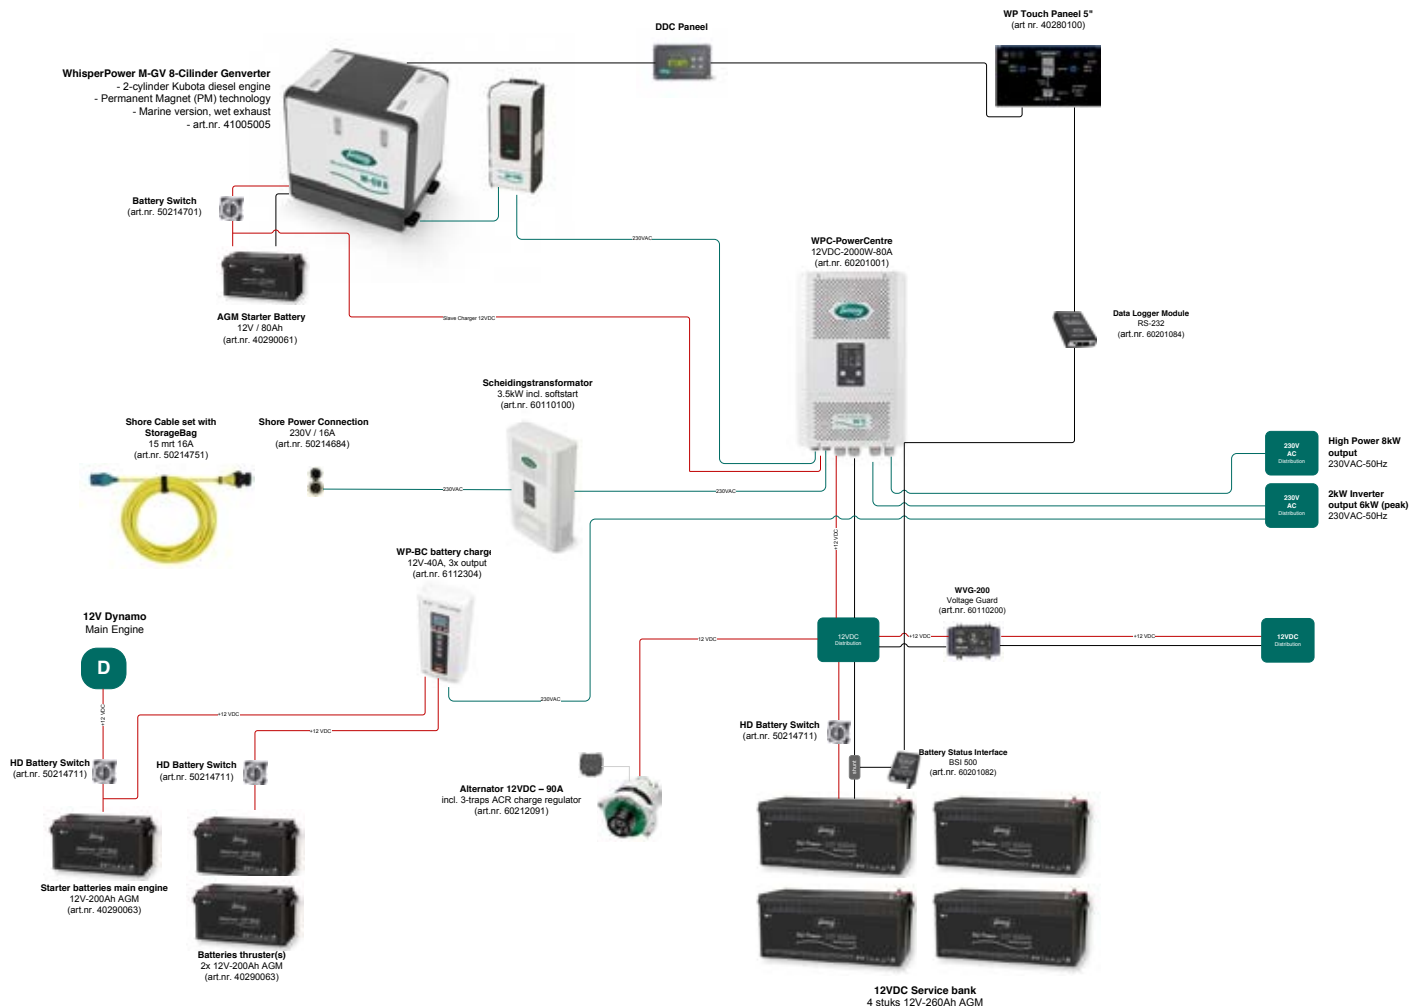 DDC Paneel
WP Touch Paneel 5"
(art nr. 40280100)
WhisperPower M-GV 8-Cilinder Genverter
- 2-cylinder Kubota diesel engine
- Permanent Magnet (PM) technology
- Marine version, wet exhaust
- art.nr. 41005005
M-GV 8
Battery Switch
(art.nr. 50214701)
230VAC
WPC-PowerCentre
12VDC-2000W-80A
(art.nr. 60201001)
AGM Starter Battery
12V / 80Ah
(art.nr. 40290061)
Slave Charger 12VDC
Data Logger Module
RS-232
(art.nr. 60201084)
Scheidingstransformator
3.5kW incl. softstart
(art.nr. 60110100)
Shore Cable set with
StorageBag
15 mrt 16A
(art.nr. 50214751)
Shore Power Connection
230V / 16A
(art.nr. 50214684)
230VAC
230VAC
230V
AC
Distribution
High Power 8kW
output
230VAC-50Hz
230V
AC
Distribution
2kW Inverter
output 6kW (peak)
230VAC-50Hz
+12 VDC
WP-BC battery charge
12V-40A, 3x output
(art.nr. 6112304)
WVG-200
Voltage Guard
(art.nr. 60110200)
12V Dynamo
Main Engine
D
12VDC
Distribution
12 VDC
+12 VDC
+12 VDC
12VDC
Distribution
230VAC
+12 VDC
+12 VDC
+12 VDC
HD Battery Switch
(art.nr. 50214711)
HD Battery Switch
(art.nr. 50214711)
HD Battery Switch
(art.nr. 50214711)
Battery Status Interface
BSI 500
(art.nr. 60201082)
shunt
Alternator 12VDC – 90A
incl. 3-traps ACR charge regulator
(art.nr. 60212091)
Starter batteries main engine
12V-200Ah AGM
(art.nr. 40290063)
Batteries thruster(s)
2x 12V-200Ah AGM
(art.nr. 40290063)
12VDC Service bank
4 stuks 12V-260Ah AGM